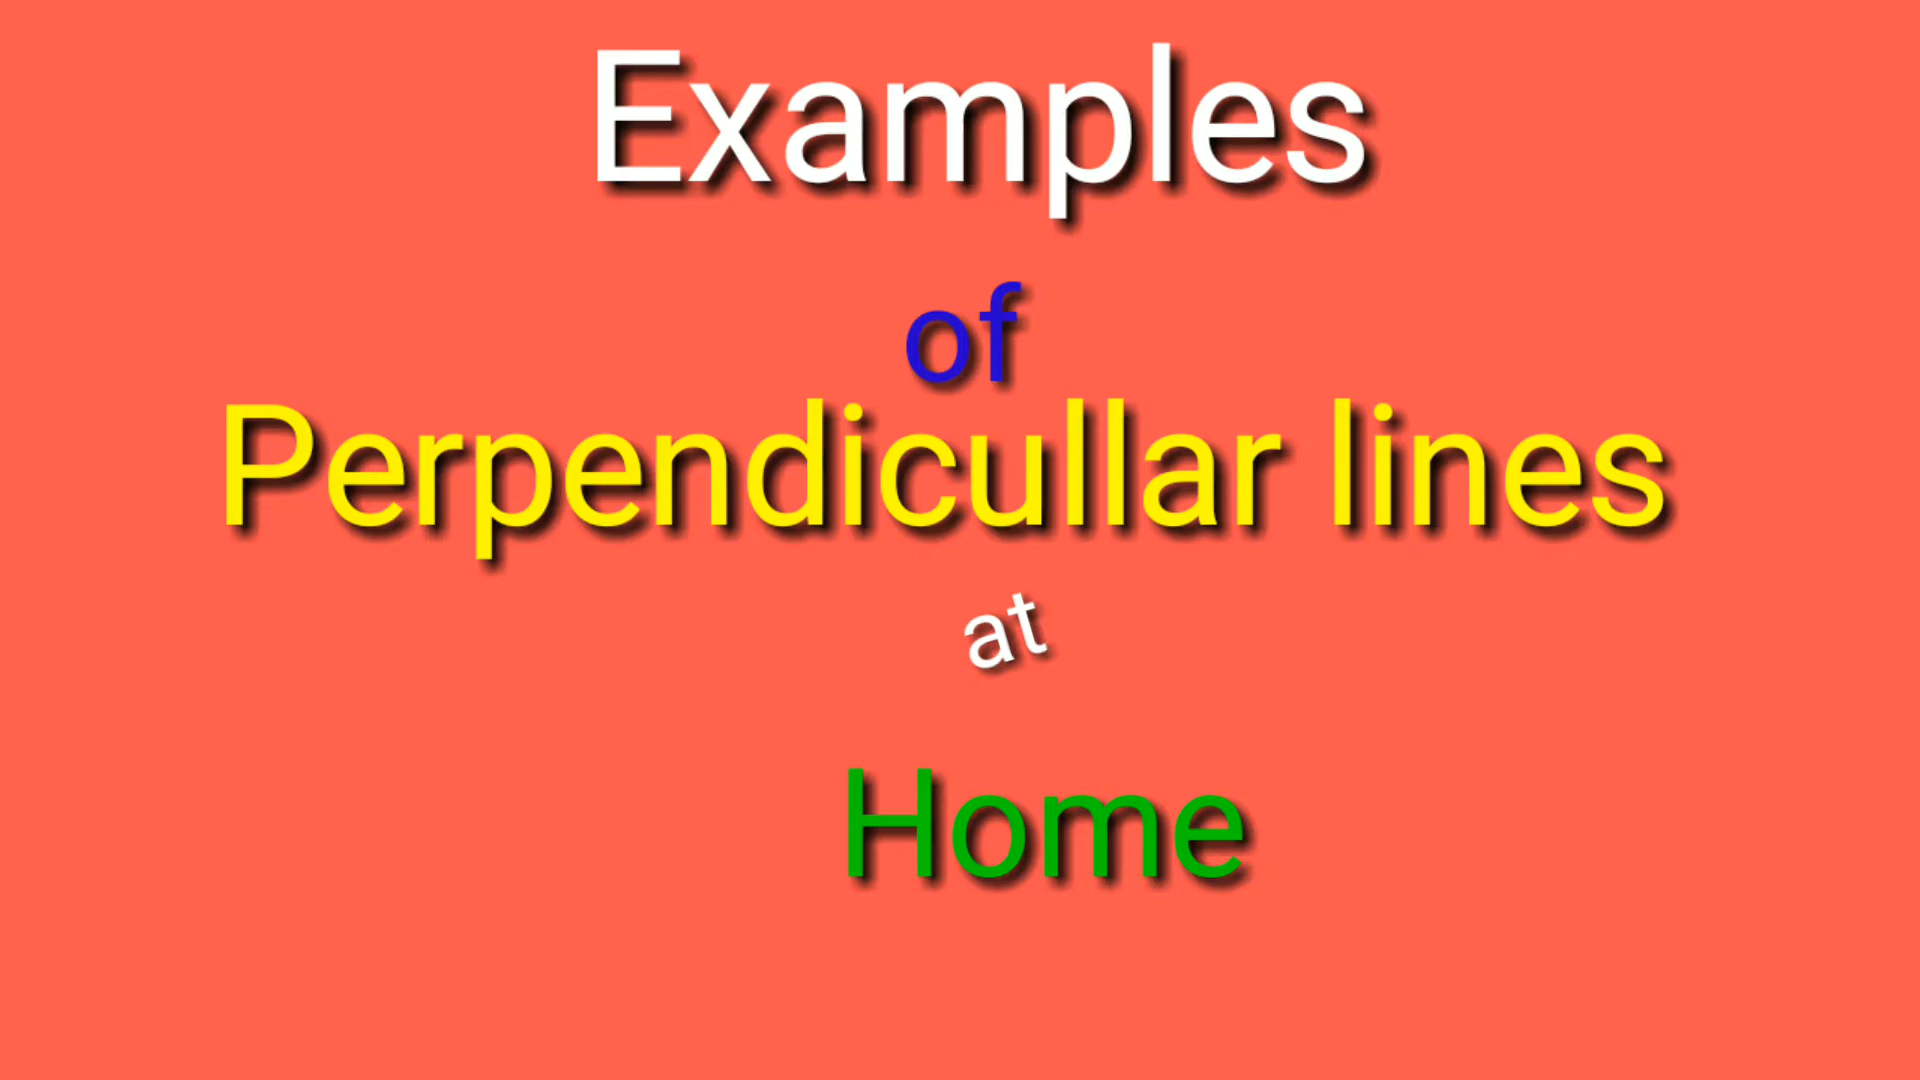 Examples
of
Perpendicullar lines
at
Home